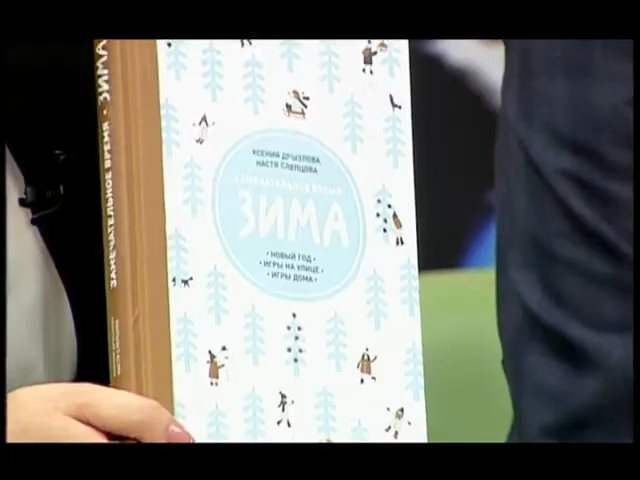 ЗАМЕЧАТЕЛЬНОЕ ВРЕМЯ • ЗИМА
КСЕНИЯ ДРЫЗЛОВА
НАСТЯ СЛЕПЦОВА
ЗАМЕЧАТЕЛЬНОЕ ВРЕМЯ
ЗИМА
• НОВЫЙ ГОД •
• ИГРЫ НА УЛИЦЕ •
• ИГРЫ ДОМА •